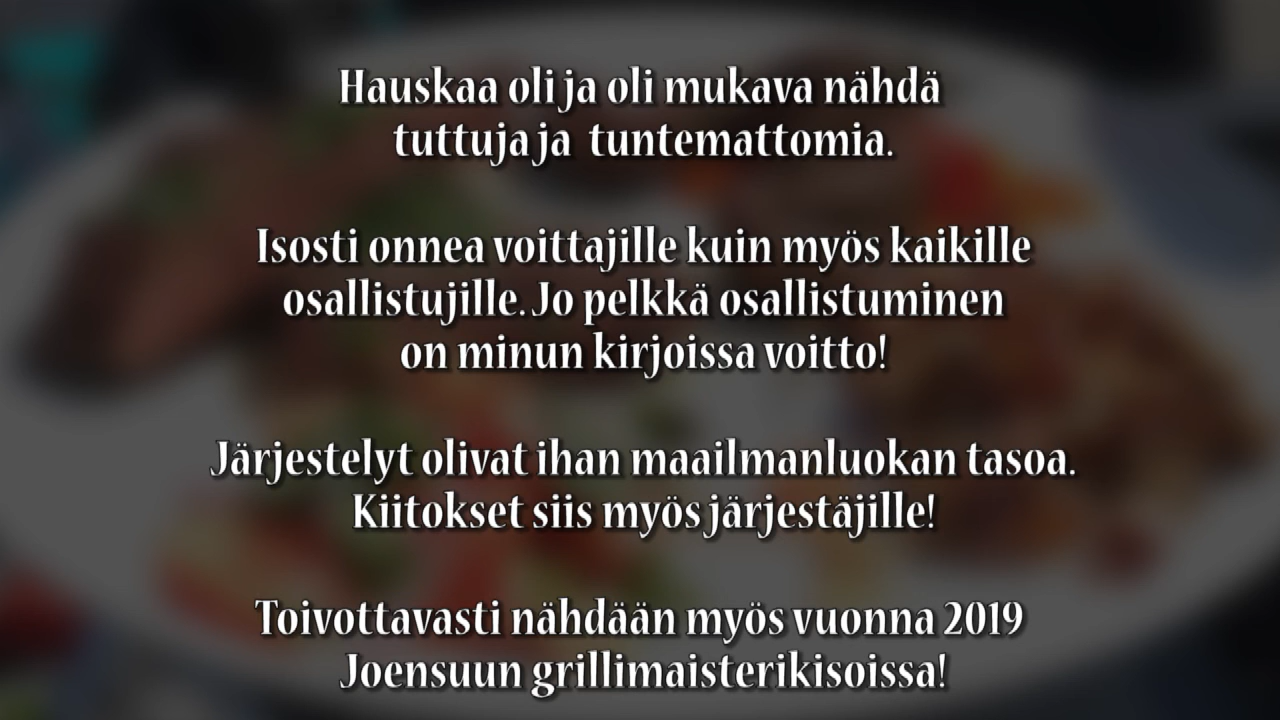 Hauskaa oli ja oli mukava nähdä
tuttuja ja tuntemattomia.
Isosti onnea voittajille kuin myös kaikille
osallistujille. Jo pelkkä osallistuminen
on minun kirjoissa voitto!
Järjestelyt olivat ihan maailmanluokan tasoa.
Kiitokset siis myös järjestäjille!
Toivottavasti nähdään myös vuonna 2019
Joensuun grillimaisterikisoissa!